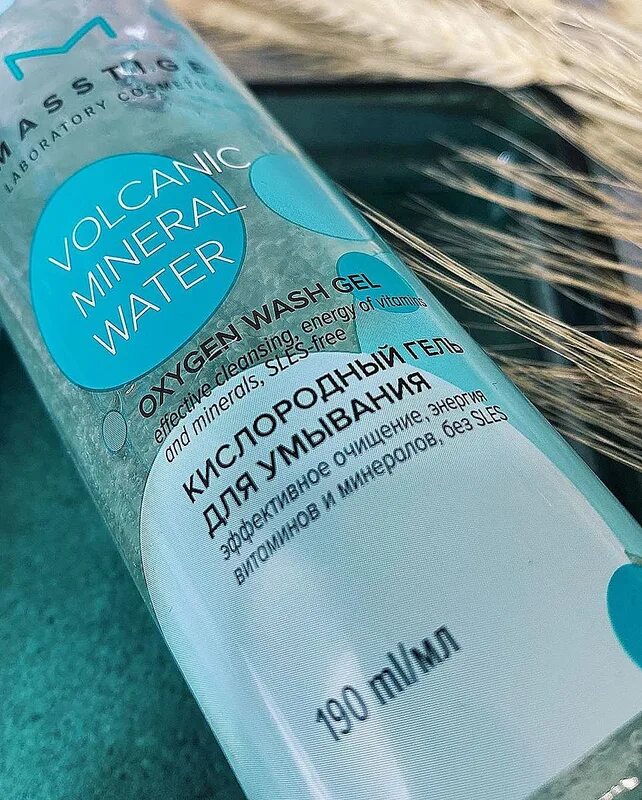 MASSTIGE
LABORATORY COSMETICS
VOLCANIC
MINERAL
WATER
OXYGEN WASH GEL
effective cleansing, energy of vitamins
and minerals, SLES-free
КИСЛОРОДНЫЙ ГЕЛЬ
ДЛЯ УМЫВАНИЯ
эффективное очищение, энергия
витаминов и минералов, без SLES
190 ml/мл